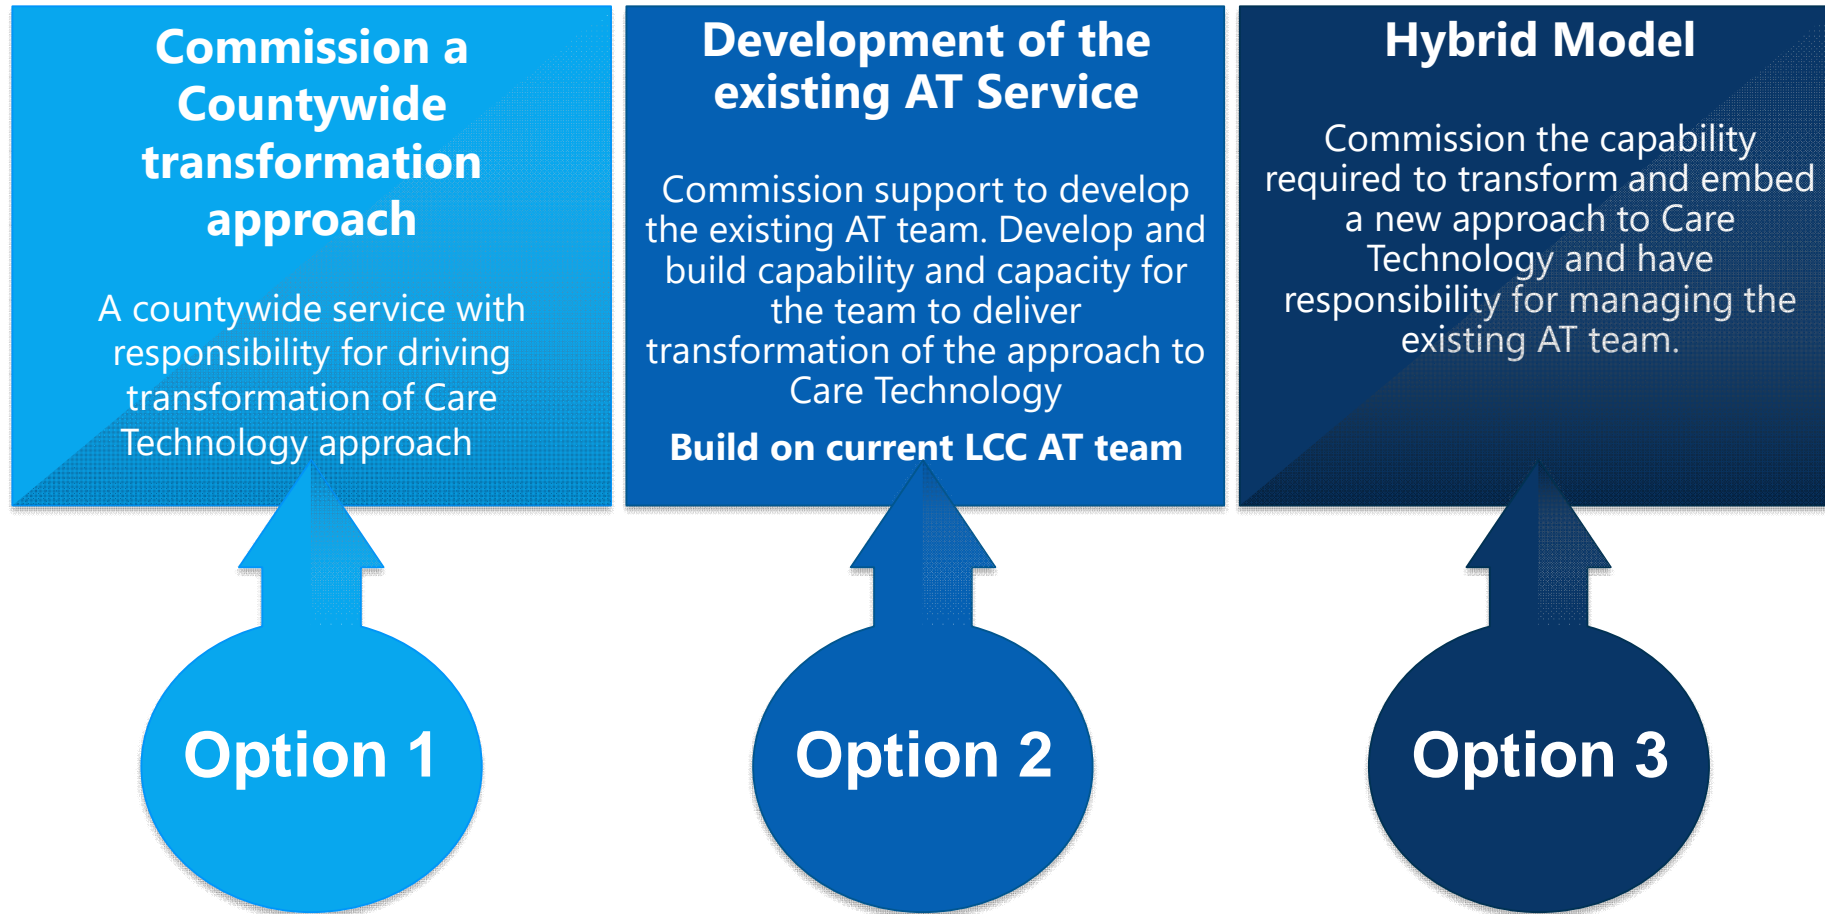 Commission a
Countywide
transformation
approach
A countywide service with
responsibility for driving
transformation of Care
Technology approach
Option 1
Development of the
existing AT Service
Commission support to develop
the existing AT team. Develop and
build capability and capacity for
the team to deliver
transformation of the approach to
Care Technology
Build on current LCC AT team
Option 2
Hybrid Model
Commission the capability
required to transform and embed
a new approach to Care
Technology and have
responsibility for managing the
existing AT team.
Option 3